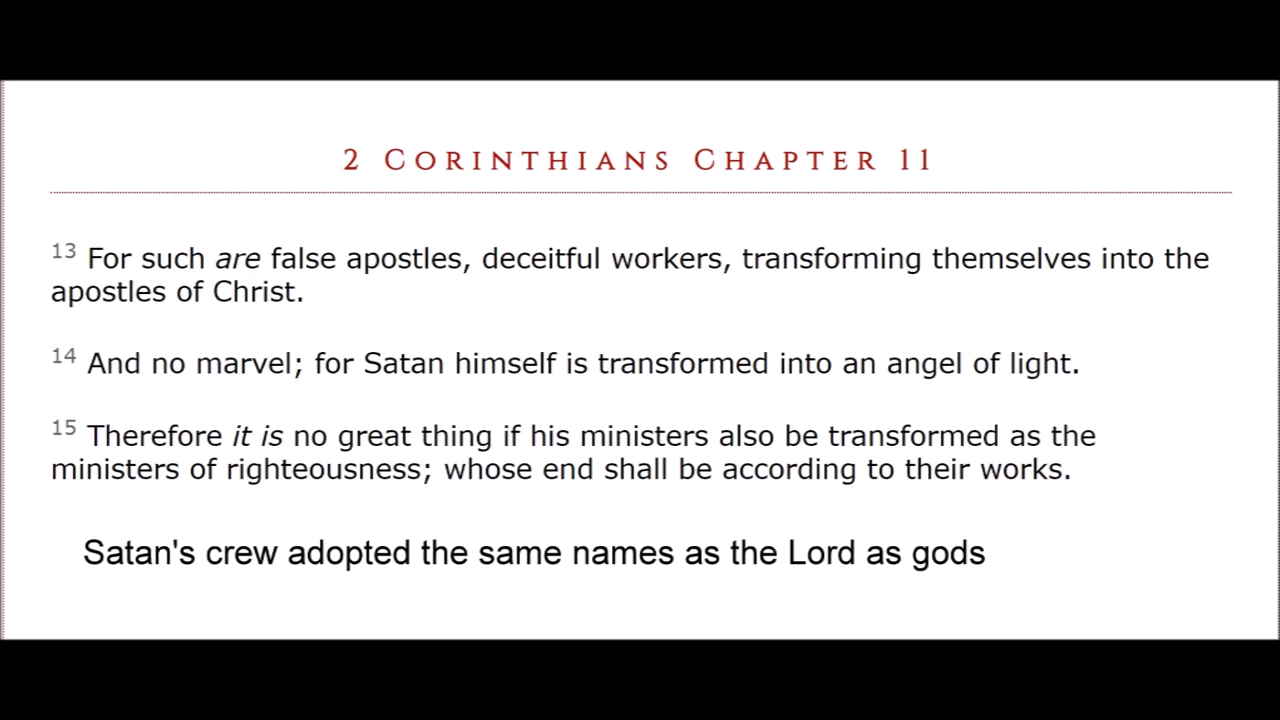 2 Corinthians Chapter 11
13 For such are false apostles, deceitful workers, transforming themselves into the
apostles of Christ.
14 And no marvel; for Satan himself is transformed into an angel of light.
15 Therefore it is no great thing if his ministers also be transformed as the
ministers of righteousness; whose end shall be according to their works.
Satan's crew adopted the same names as the Lord as gods